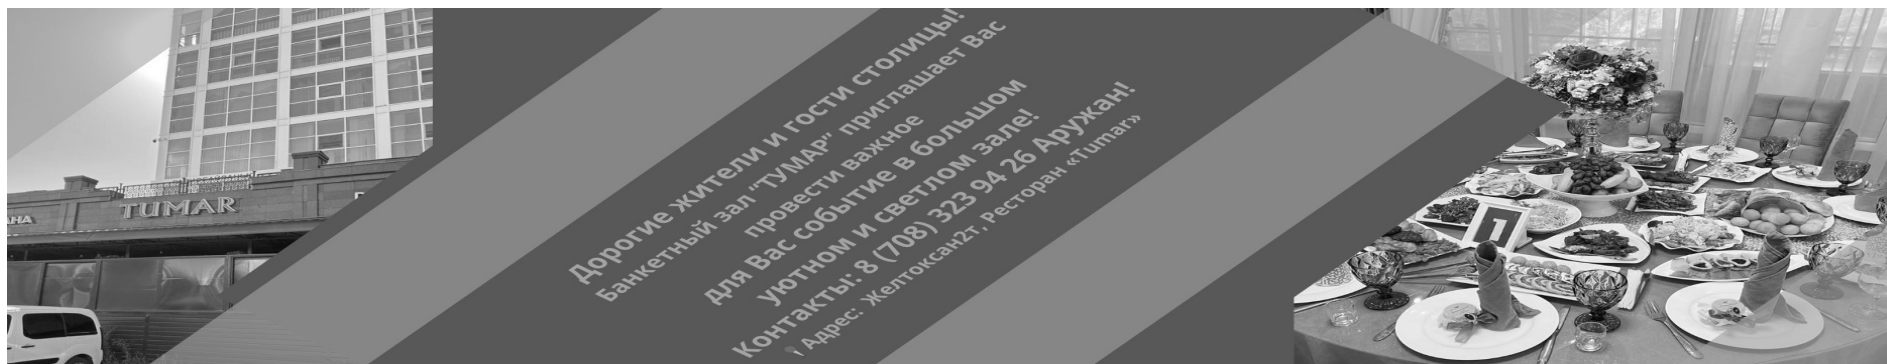 TUMAR
АНА
Дорогие жители и гости столицы!
Банкетный зал "ТУМАР" приглашает Вас
провести важное
для Вас событие в большом
уютном и светлом зале!
Контакты: 8 (708) 323 94 26 Аружан!
Адрес: Желтоксан2т, Ресторан «Tumar»
1